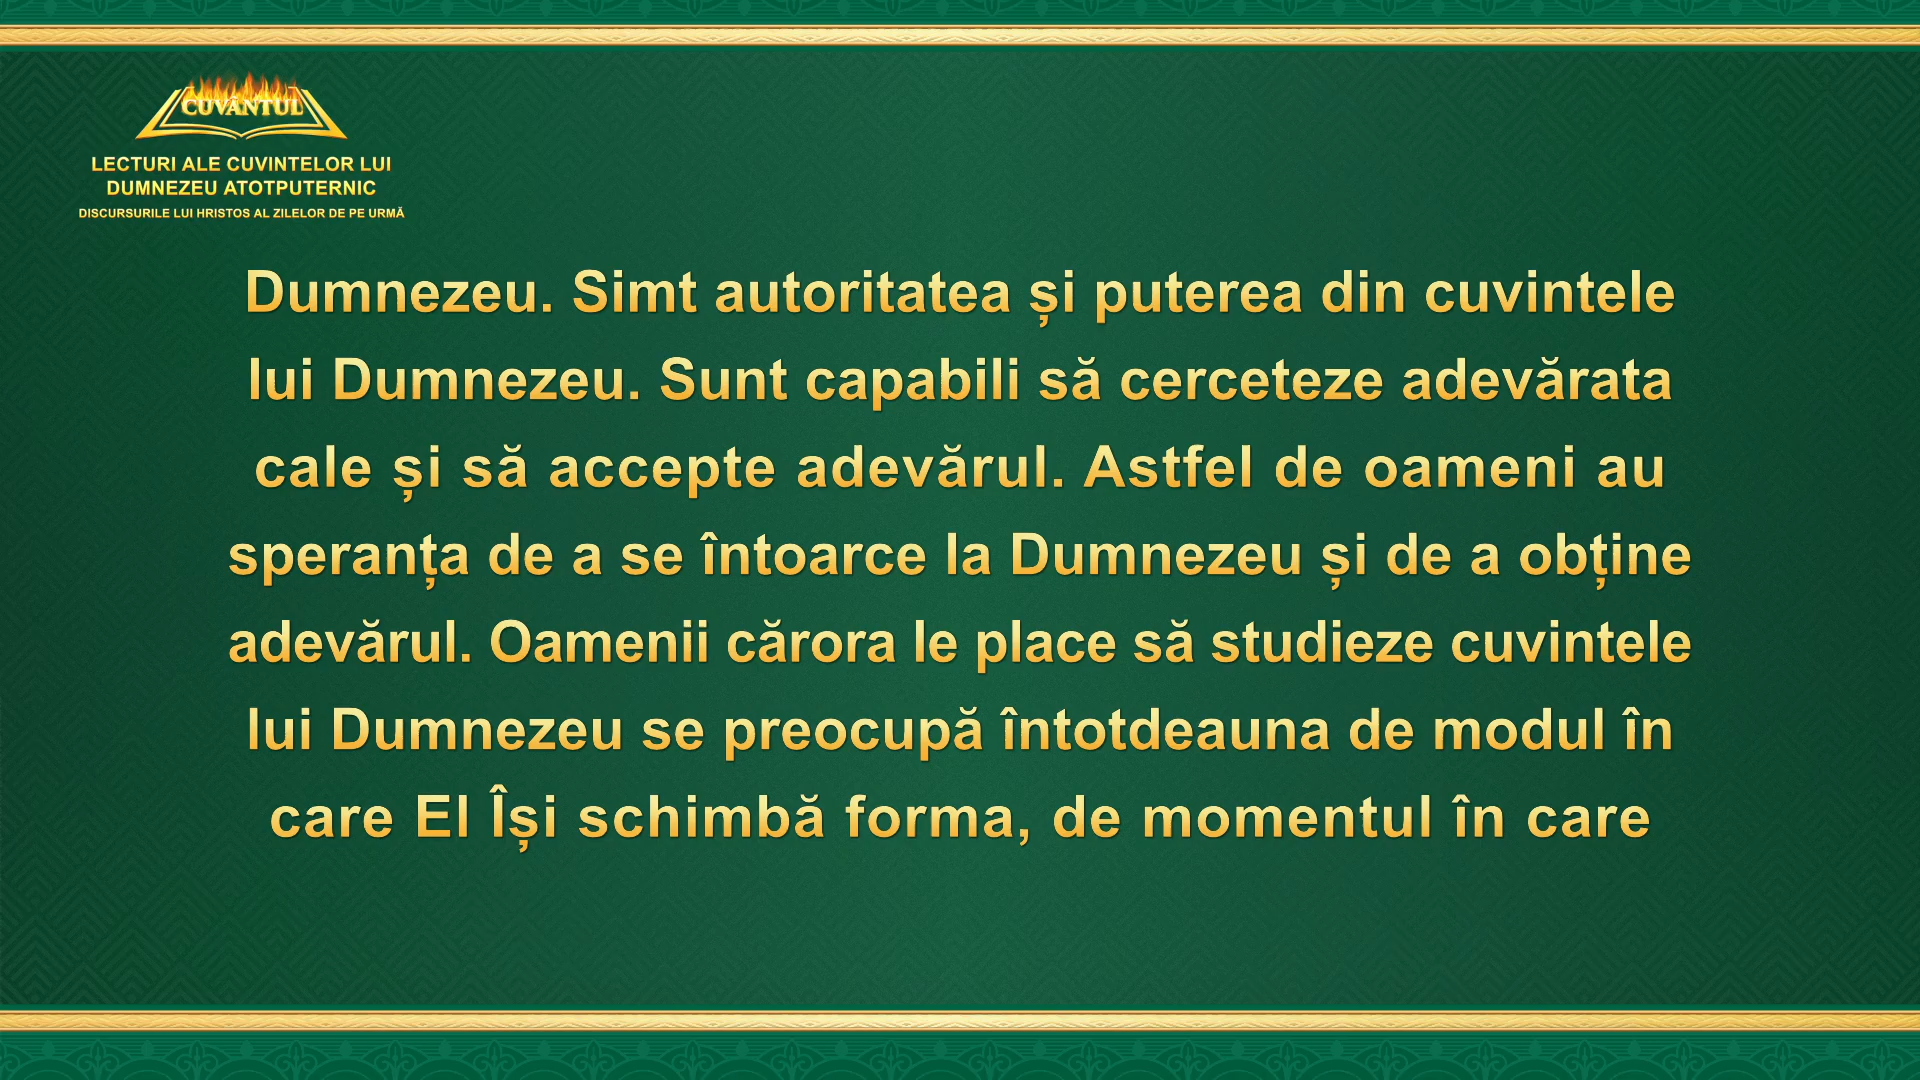 CUVÂNTUL
LECTURI ALE CUVINTELOR LUI
DUMNEZEU ATOTPUTERNIC
DISCURSURILE LUI HRISTOS AL ZILELOR DE PE URMĂ
Dumnezeu. Simt autoritatea și puterea din cuvintele
lui Dumnezeu. Sunt capabili să cerceteze adevărata
cale și să accepte adevărul. Astfel de oameni au
speranța de a se întoarce la Dumnezeu și de a obține
adevărul. Oamenii cărora le place să studieze cuvintele
lui Dumnezeu se preocupă întotdeauna de modul în
care El Își schimbă forma, de momentul în care